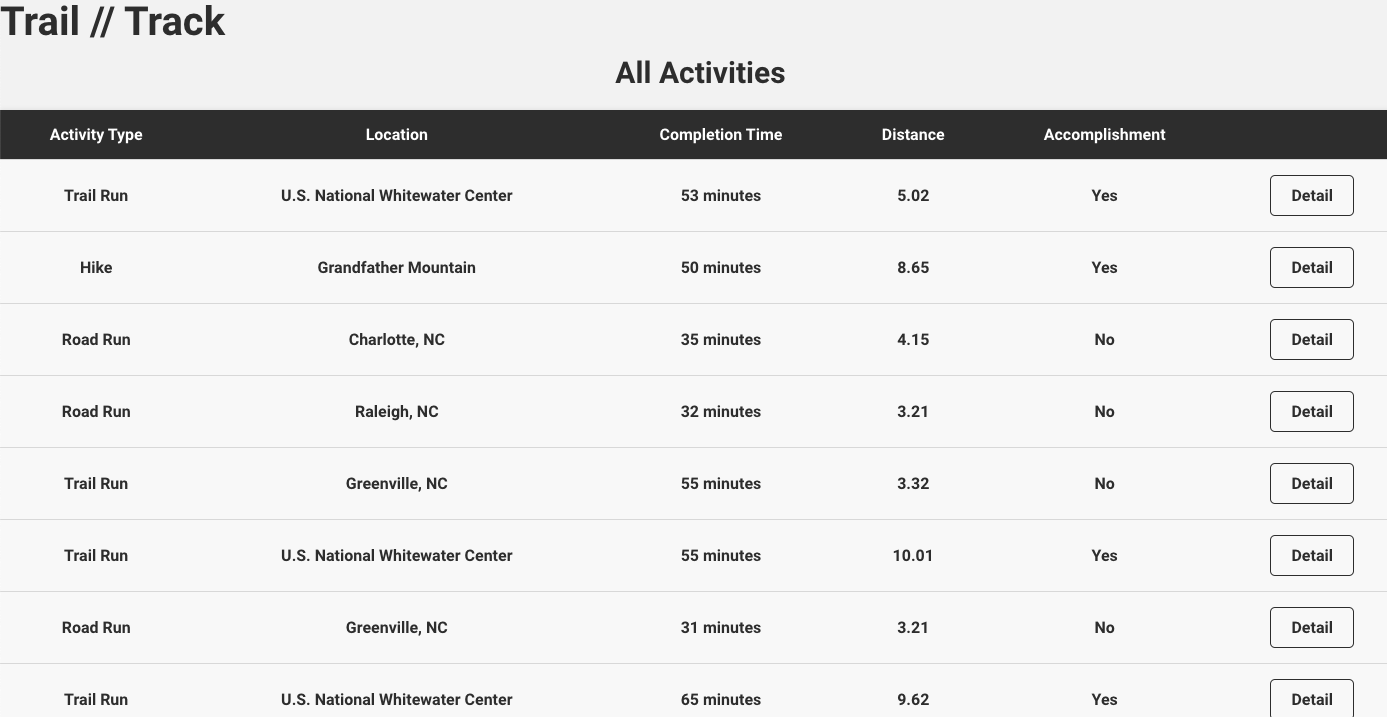 Trail // Track
All Activities
Activity Type Location Completion Time Distance Accomplishment
Trail Run U.S. National Whitewater Center 53 minutes 5.02 Yes Detail
Hike Grandfather Mountain 50 minutes 8.65 Yes Detail
Road Run Charlotte, NC 35 minutes 4.15 No Detail
Road Run Raleigh, NC 32 minutes 3.21 No Detail
Trail Run Greenville, NC 55 minutes 3.32 No Detail
Trail Run U.S. National Whitewater Center 55 minutes 10.01 Yes Detail
Road Run Greenville, NC 31 minutes 3.21 No Detail
Trail Run U.S. National Whitewater Center 65 minutes 9.62 Yes Detail